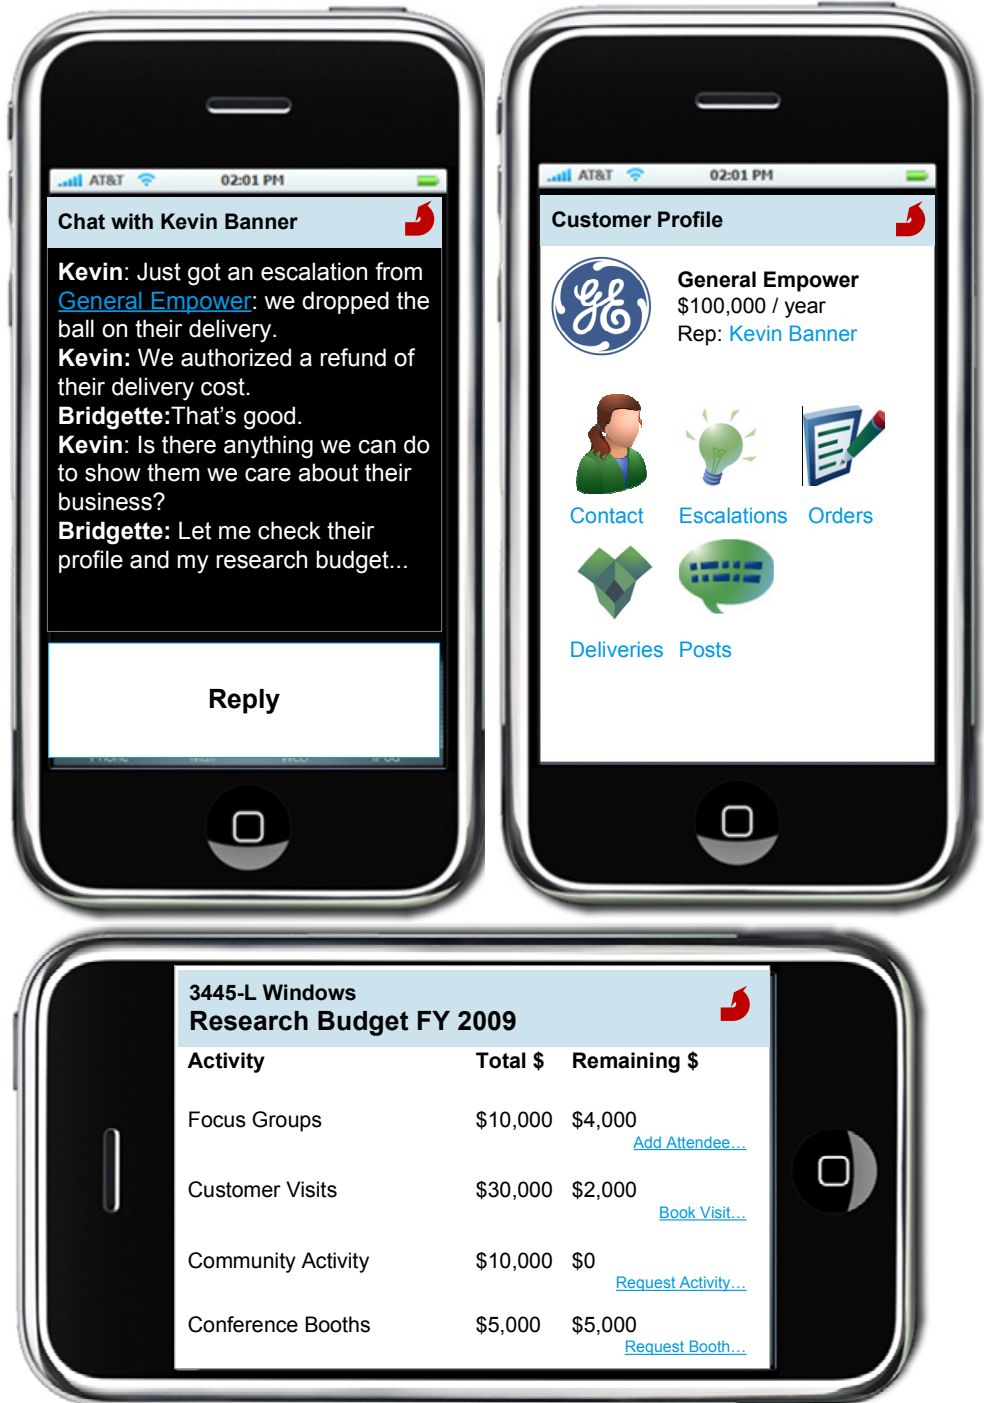 AT&T 02:01 PM
Chat with Kevin Banner
Kevin: Just got an escalation from
General Empower: we dropped the
ball on their delivery.
Kevin: We authorized a refund of
their delivery cost.
Bridgette:That's good.
Kevin: Is there anything we can do
to show them we care about their
business?
Bridgette: Let me check their
profile and my research budget...
Reply
AT&T 02:01 PM
Customer Profile
GE
General Empower
$100,000 / year
Rep: Kevin Banner
Contact Escalations Orders
Deliveries Posts
3445-L Windows
Research Budget FY 2009
Activity Total $ Remaining $
Focus Groups $10,000 $4,000
Add Attendee...
Customer Visits $30,000 $2,000
Book Visit...
Community Activity $10,000 $0
Request Activity...
Conference Booths $5,000 $5,000
Request Booth...